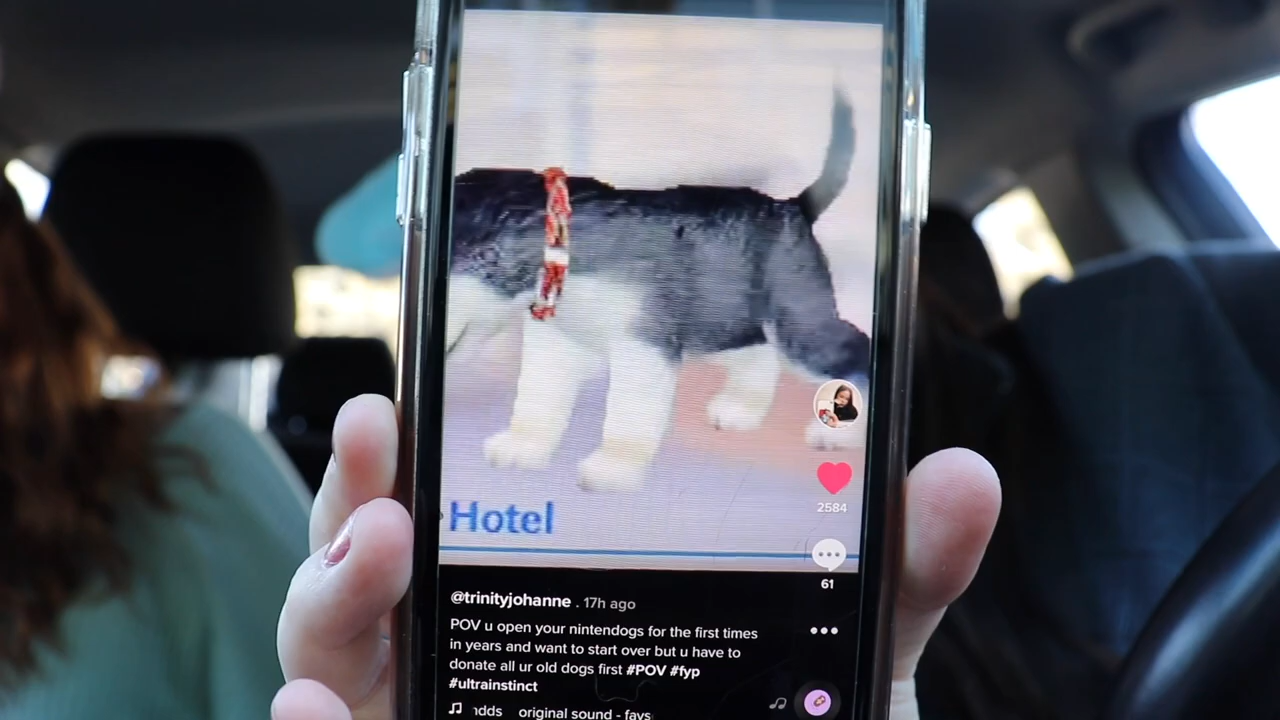 Hotel
2584
61
@trinityjohanne . 17h ago
POV u open your nintendogs for the first times
in years and want to start over but u have to
donate all ur old dogs first #POV #fyp
#ultrainstinct
original sound - favs